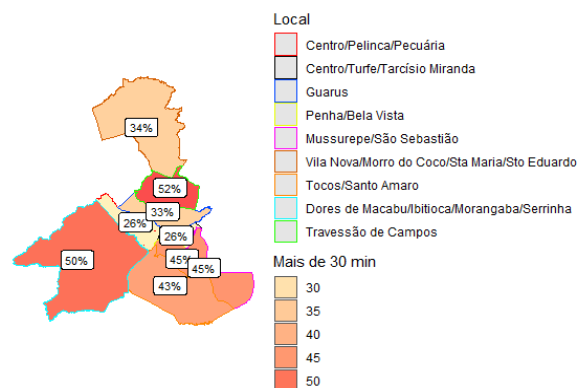 Local
Centro/Pelinca/Pecuária
Centro/Turfe/Tarcísio Miranda
Guarus
Penha/Bela Vista
Mussurepe/São Sebastião
Vila Nova/Morro do Coco/Sta Maria/Sto Eduardo
Tocos/Santo Amaro
Dores de Macabu/Ibitioca/Morangaba/Serrinha
Travessão de Campos
Mais de 30 min
30
35
40
45
50
34%
52%
33%
26%
26%
50%
45%
45%
43%